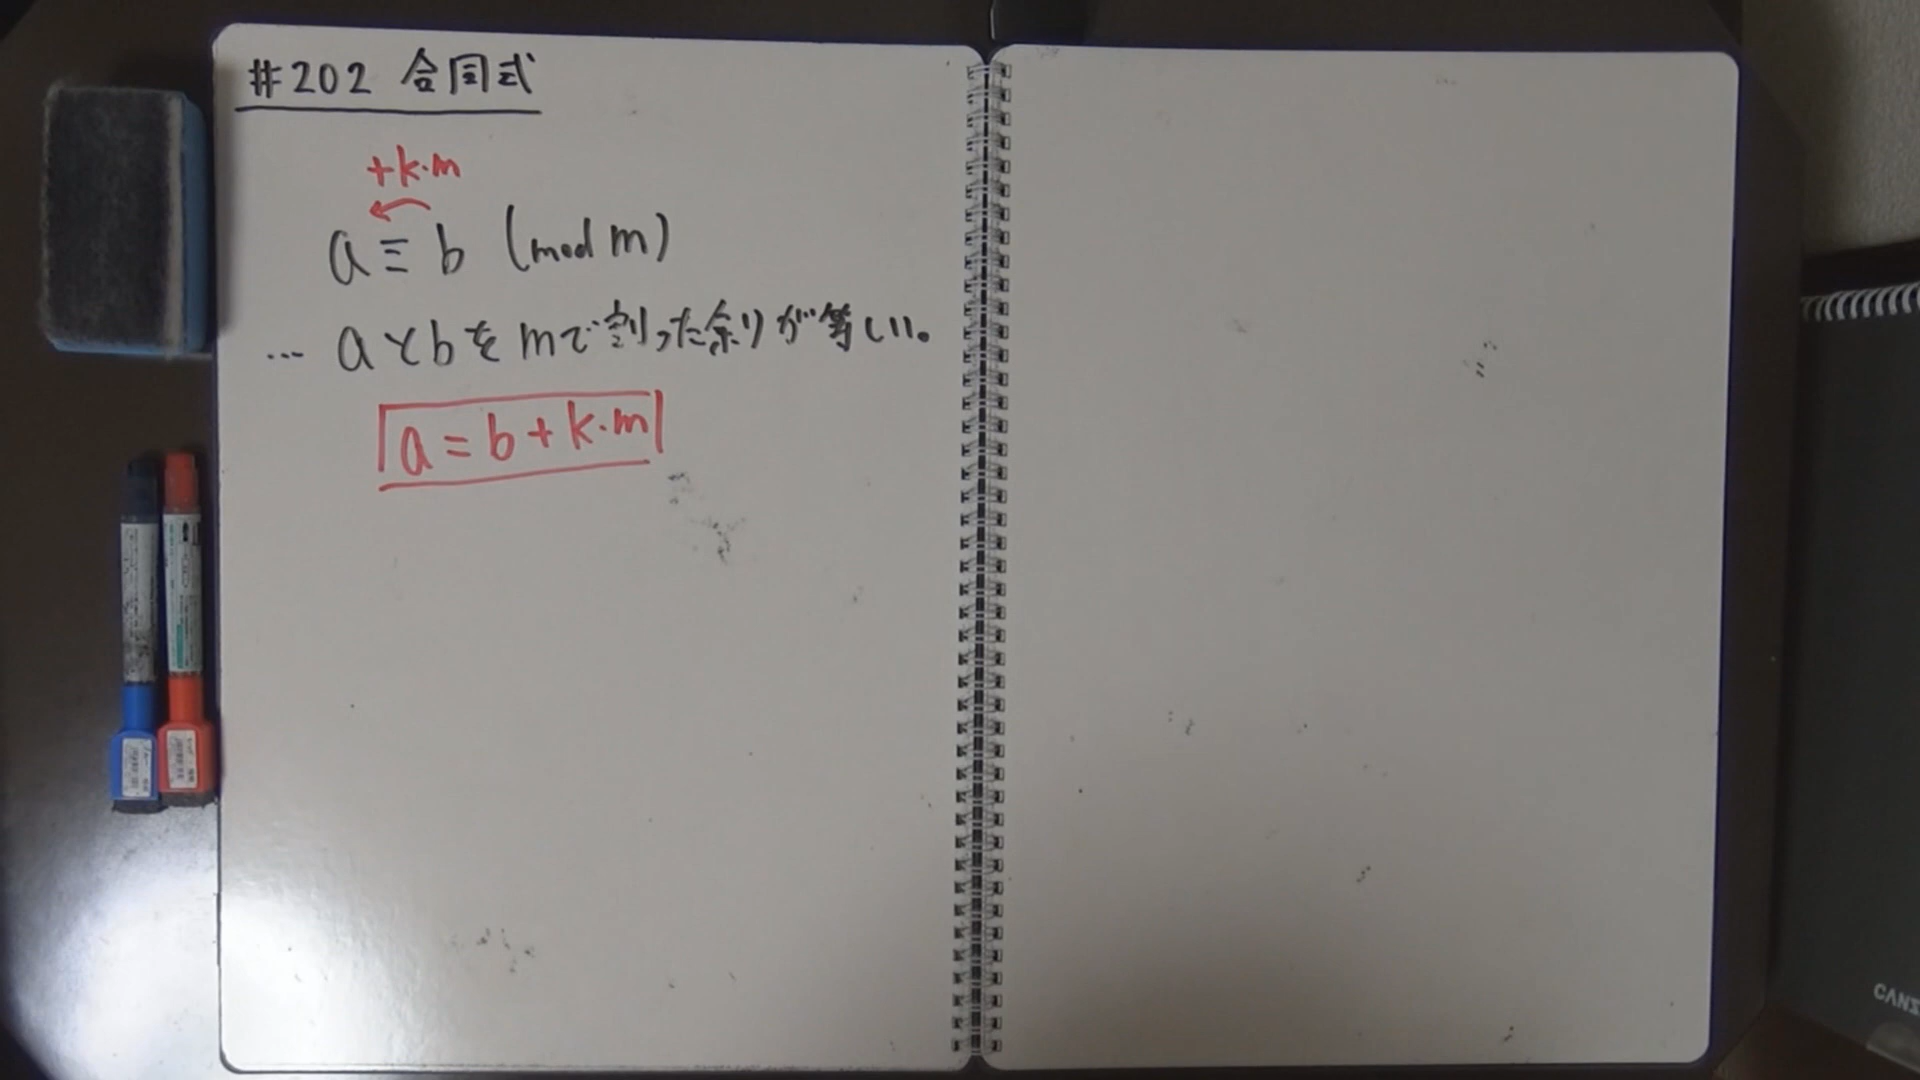 #202 合同式
+k·m
a ≡ b (mod m)
… aとbをmで割った余りが等しい。
a = b + k·m